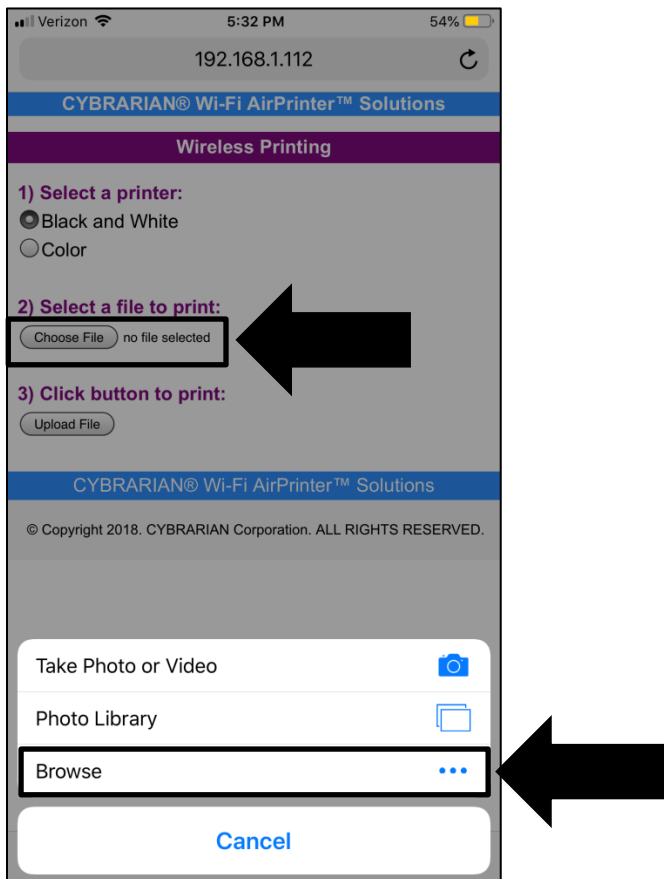 Verizon 5:32 PM 54%
192.168.1.112
CYBRARIAN® Wi-Fi AirPrinter™ Solutions
Wireless Printing
1) Select a printer:
Black and White
Color
2) Select a file to print:
Choose File no file selected
3) Click button to print:
Upload File
CYBRARIAN® Wi-Fi AirPrinter™ Solutions
© Copyright 2018. CYBRARIAN Corporation. ALL RIGHTS RESERVED.
Take Photo or Video
Photo Library
Browse
Cancel